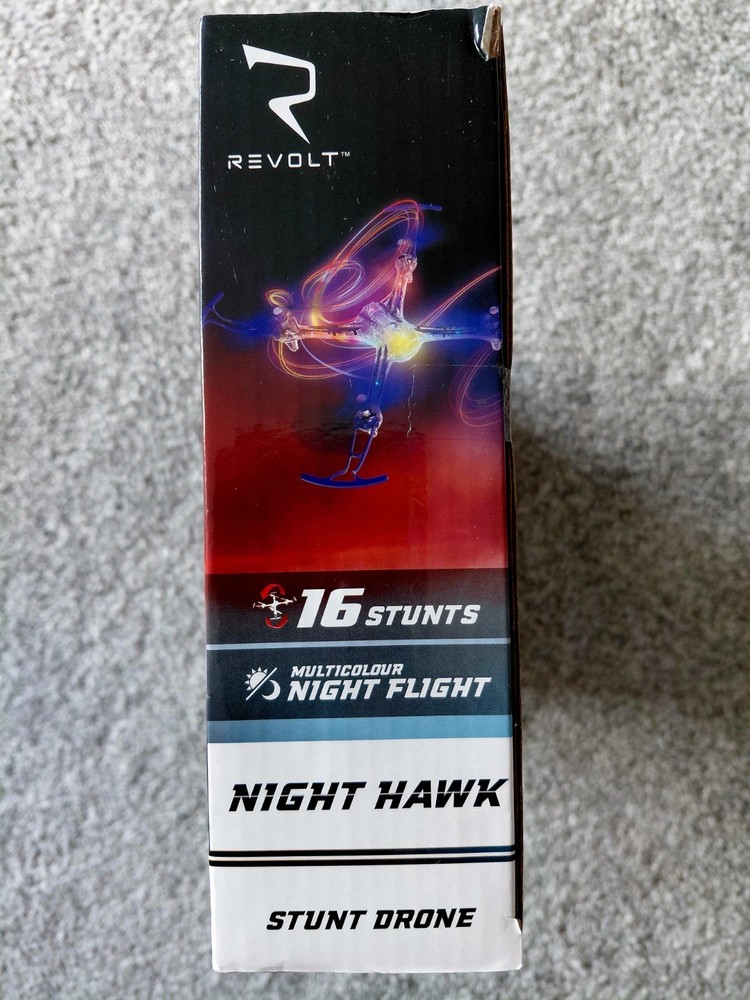 REVOLT™
16 STUNTS
MULTICOLOUR
NIGHT FLIGHT
NIGHT HAWK
STUNT DRONE